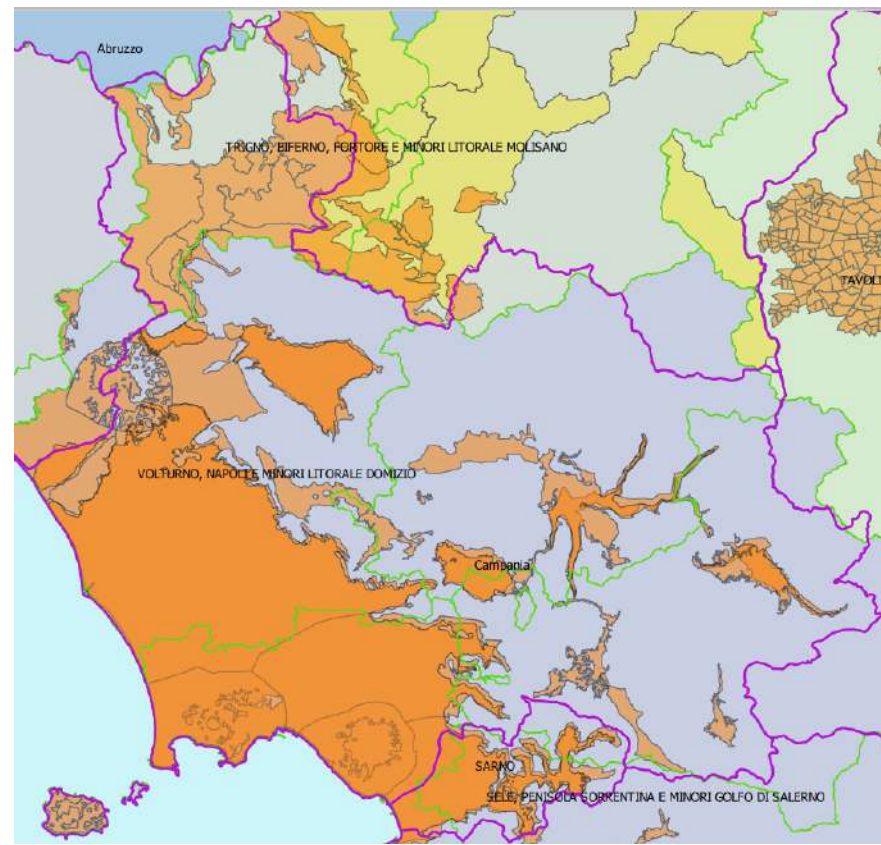 Abruzzo
TRIGNO, BIFERNO, FORTORE E MINORI LITORALE MOLISANO
TAVOLI
VOLTURNO, NAPOLI E MINORI LITORALE DOMIZIO
Campania
SARNO
SELE, PENISOLA SORRENTINA E MINORI GOLFO DI SALERNO